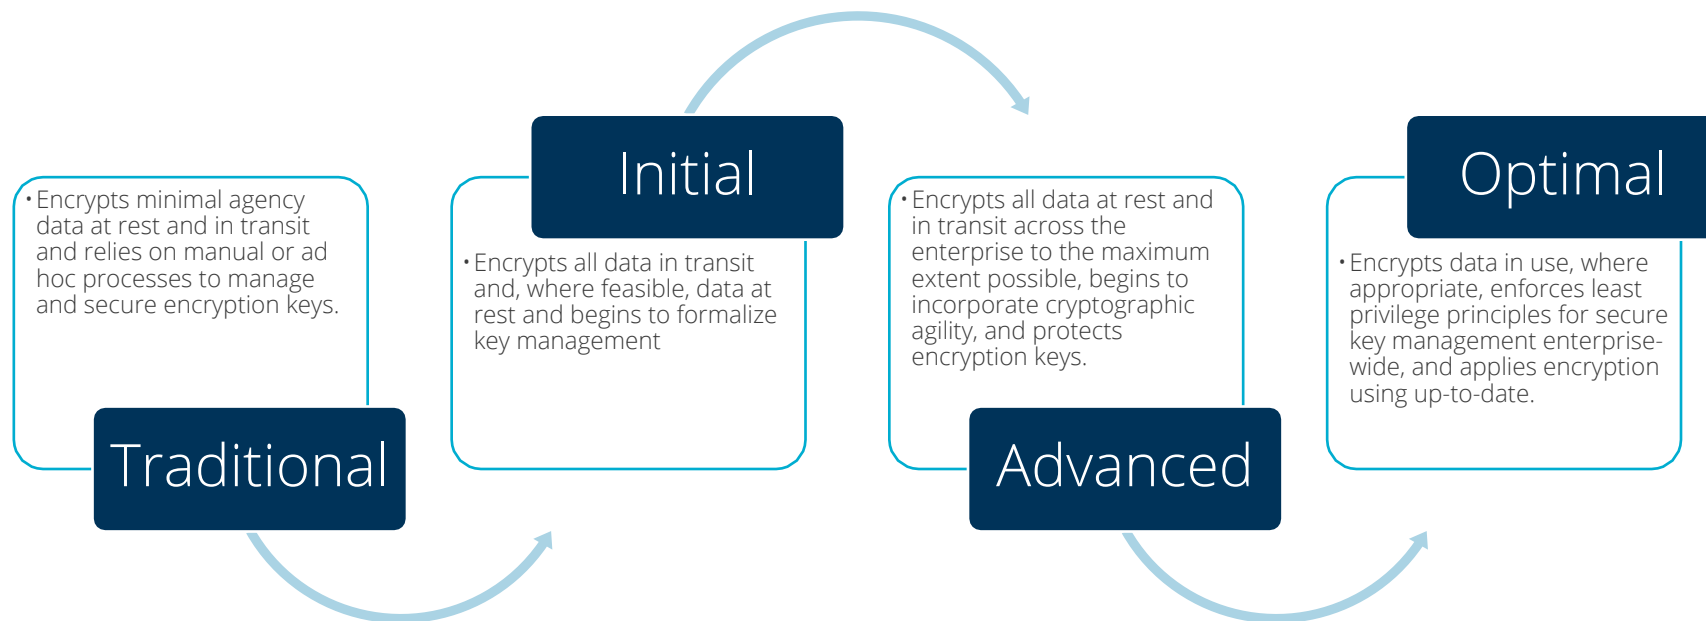 • Encrypts minimal agency
data at rest and in transit
and relies on manual or ad
hoc processes to manage
and secure encryption keys.
Traditional
Initial
• Encrypts all data in transit
and, where feasible, data at
rest and begins to formalize
key management
• Encrypts all data at rest and
in transit across the
enterprise to the maximum
extent possible, begins to
incorporate cryptographic
agility, and protects
encryption keys.
Advanced
Optimal
• Encrypts data in use, where
appropriate, enforces least
privilege principles for secure
key management enterprise-
wide, and applies encryption
using up-to-date.